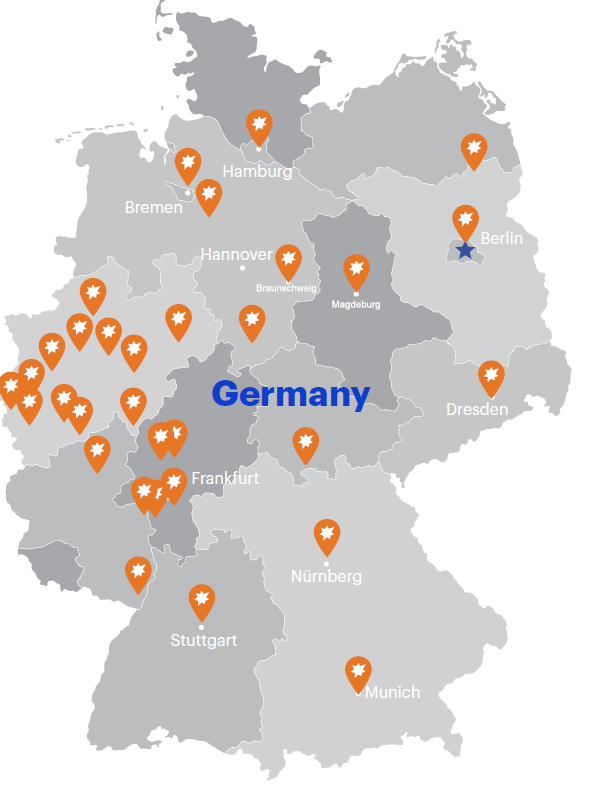 Hamburg
Bremen
Berlin
Hannover
Braunschweig
Magdeburg
Germany
Dresden
Frankfurt
Nürnberg
Stuttgart
Munich